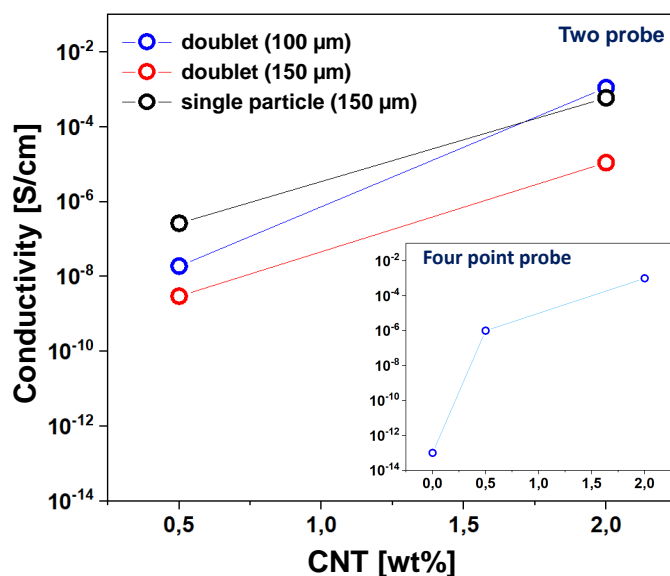 Two probe
doublet (100 µm)
doublet (150 µm)
single particle (150 µm)
Conductivity [S/cm]
10⁻²
10⁻⁴
10⁻⁶
10⁻⁸
10⁻¹⁰
10⁻¹²
10⁻¹⁴
0,5 1,0 1,5 2,0
CNT [wt%]
Four point probe
10⁻²
10⁻⁴
10⁻⁶
10⁻⁸
10⁻¹⁰
10⁻¹²
10⁻¹⁴
0,0 0,5 1,0 1,5 2,0